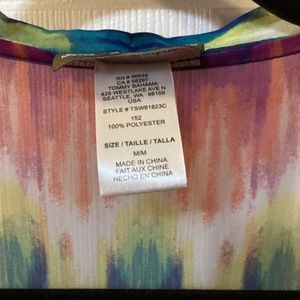 RN # 86549
CA # 58297
TOMMY BAHAMA
428 WESTLAKE AVE N
SEATTLE, WA 98109
USA
STYLE # TSW81823C
152
100% POLYESTER
SIZE / TAILLE / TALLA
M/M
MADE IN CHINA
FAIT AUX CHINE
HECHO EN CHINA